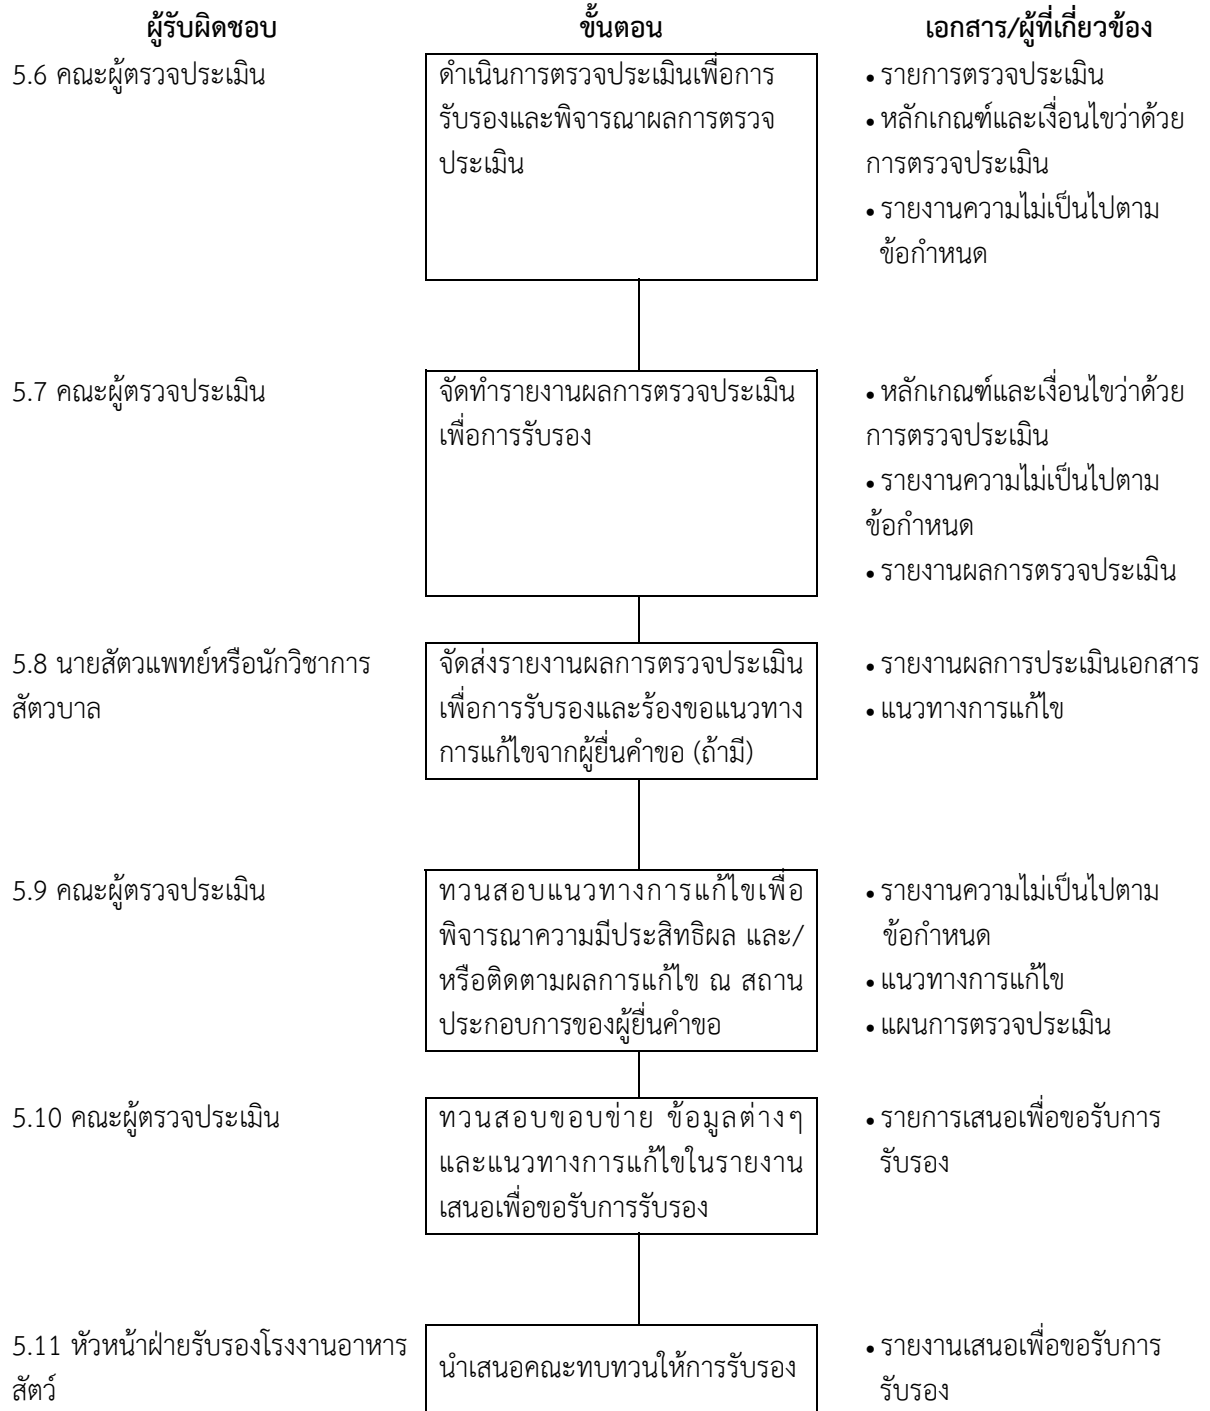 ผู้รับผิดชอบ
ขั้นตอน
เอกสาร/ผู้ที่เกี่ยวข้อง
5.6 คณะผู้ตรวจประเมิน
ดำเนินการตรวจประเมินเพื่อการ
รับรองและพิจารณาผลการตรวจ
ประเมิน
• รายการตรวจประเมิน
• หลักเกณฑ์และเงื่อนไขว่าด้วย
การตรวจประเมิน
• รายงานความไม่เป็นไปตาม
ข้อกำหนด
5.7 คณะผู้ตรวจประเมิน
จัดทำรายงานผลการตรวจประเมิน
เพื่อการรับรอง
• หลักเกณฑ์และเงื่อนไขว่าด้วย
การตรวจประเมิน
• รายงานความไม่เป็นไปตาม
ข้อกำหนด
• รายงานผลการตรวจประเมิน
5.8 นายสัตวแพทย์หรือนักวิชาการ
สัตวบาล
จัดส่งรายงานผลการตรวจประเมิน
เพื่อการรับรองและร้องขอแนวทาง
การแก้ไขจากผู้ยื่นคำขอ (ถ้ามี)
• รายงานผลการประเมินเอกสาร
• แนวทางการแก้ไข
5.9 คณะผู้ตรวจประเมิน
ทวนสอบแนวทางการแก้ไขเพื่อ
พิจารณาความมีประสิทธิผล และ/
หรือติดตามผลการแก้ไข ณ สถาน
ประกอบการของผู้ยื่นคำขอ
• รายงานความไม่เป็นไปตาม
ข้อกำหนด
• แนวทางการแก้ไข
• แผนการตรวจประเมิน
5.10 คณะผู้ตรวจประเมิน
ทวนสอบขอบข่าย ข้อมูลต่างๆ
และแนวทางการแก้ไขในรายงาน
เสนอเพื่อขอรับการรับรอง
• รายการเสนอเพื่อขอรับการ
รับรอง
5.11 หัวหน้าฝ่ายรับรองโรงงานอาหาร
สัตว์
นำเสนอคณะทบทวนให้การรับรอง
• รายงานเสนอเพื่อขอรับการ
รับรอง